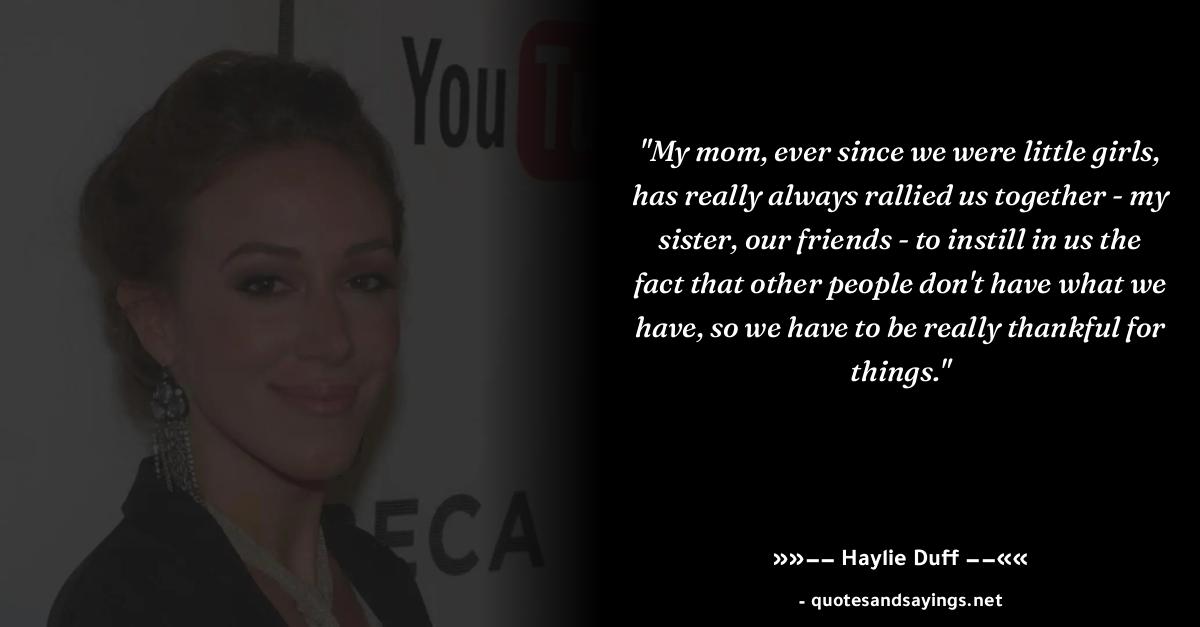 You Tu
ECA
"My mom, ever since we were little girls,
has really always rallied us together - my
sister, our friends - to instill in us the
fact that other people don't have what we
have, so we have to be really thankful for
things."
»»−− Haylie Duff −−««
- quotesandsayings.net